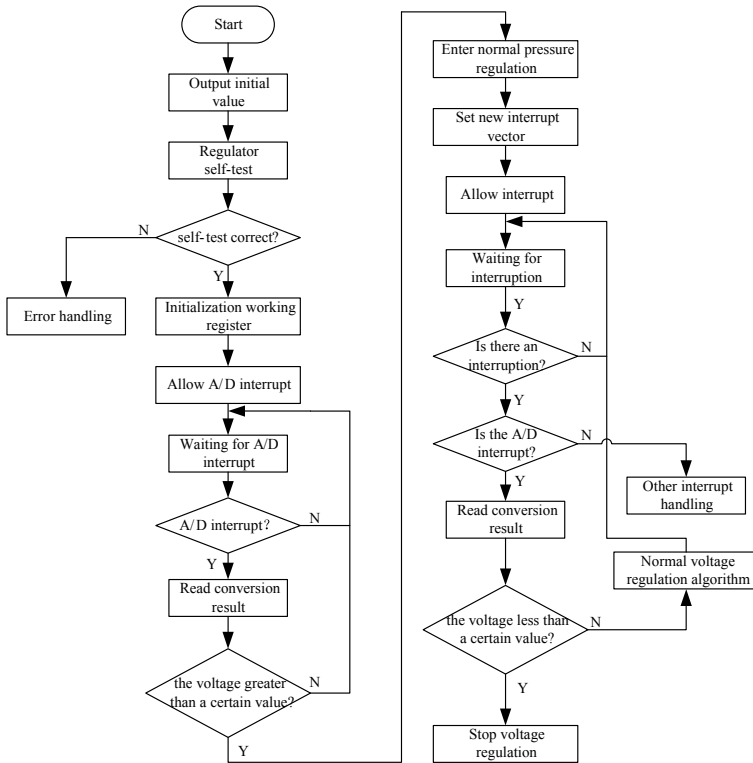 Start
Output initial
value
Regulator
self-test
self-test correct?
N
Y
Error handling
Initialization working
register
Allow A/D interrupt
Waiting for A/D
interrupt
A/D interrupt?
N
Y
Read conversion
result
the voltage greater
than a certain value?
N
Y
Enter normal pressure
regulation
Set new interrupt
vector
Allow interrupt
Waiting for
interruption
Y
Is there an
interruption?
N
Y
Is the A/D
interrupt?
N
Y
Other interrupt
handling
Read conversion
result
Normal voltage
regulation algorithm
the voltage less than
a certain value?
N
Y
Stop voltage
regulation